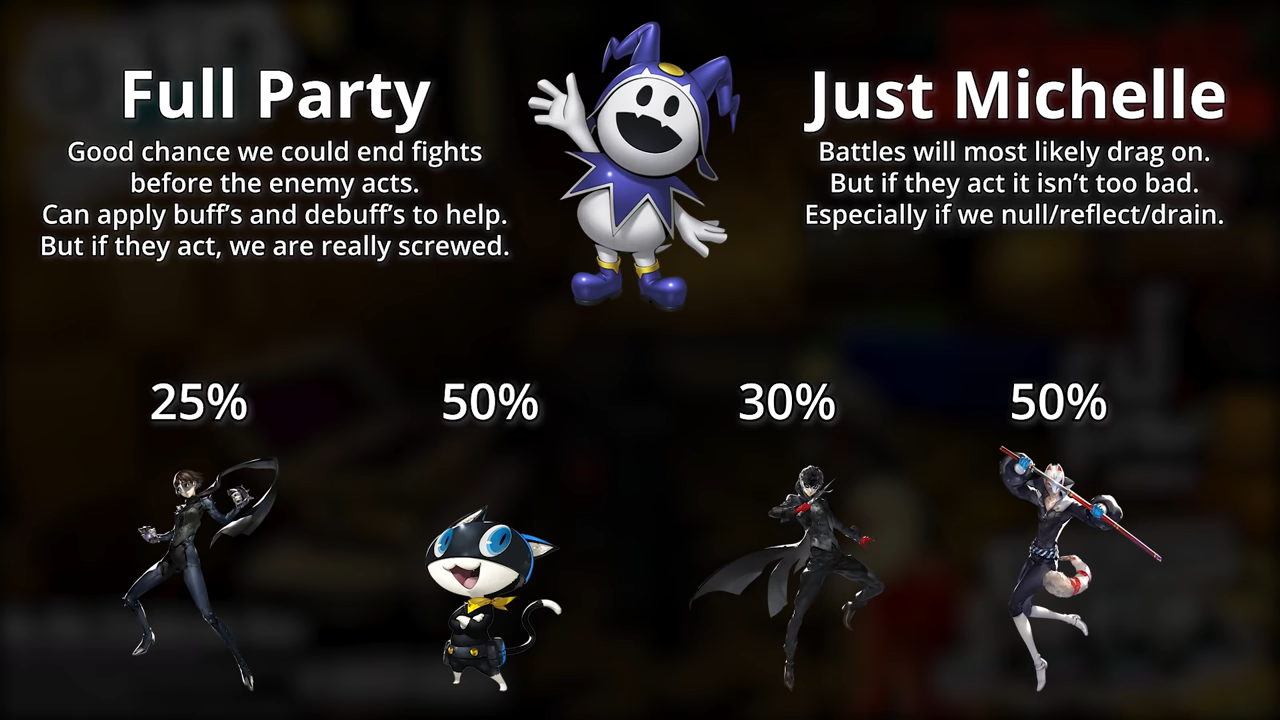 Full Party
Good chance we could end fights
before the enemy acts.
Can apply buff’s and debuff’s to help.
But if they act, we are really screwed.
Just Michelle
Battles will most likely drag on.
But if they act it isn’t too bad.
Especially if we null/reflect/drain.
25%
50%
30%
50%